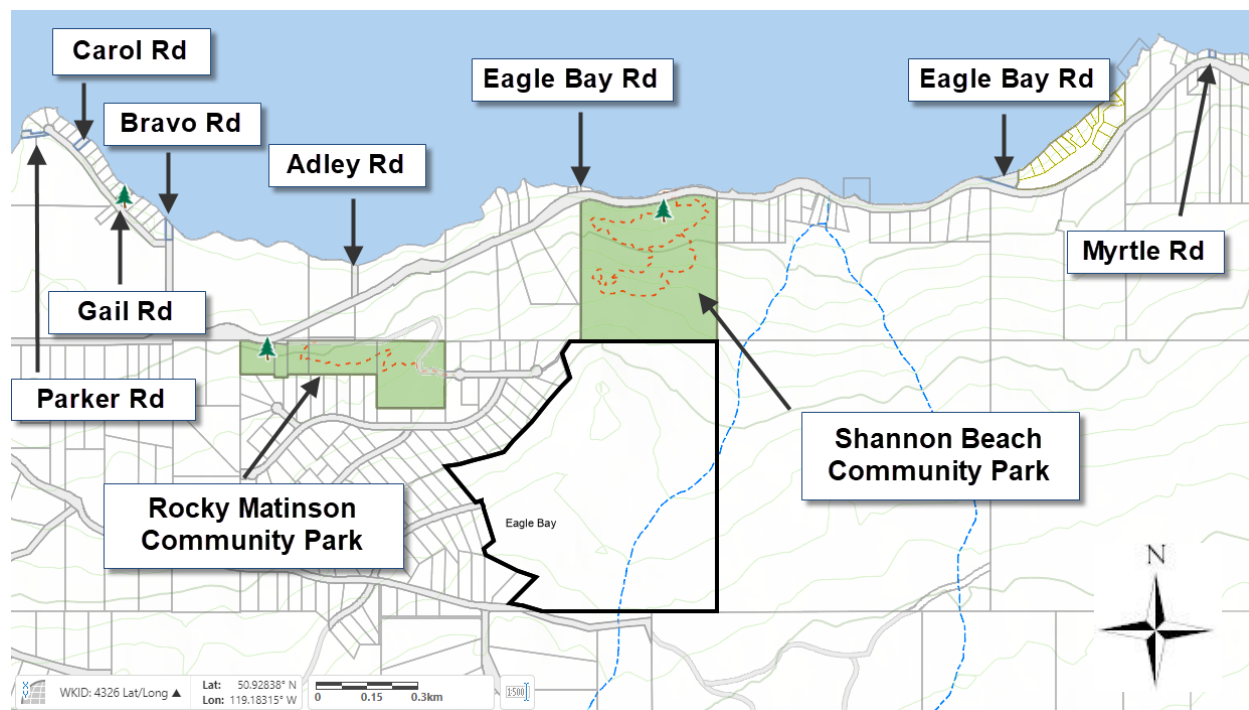 Carol Rd
Bravo Rd
Adley Rd
Eagle Bay Rd
Eagle Bay Rd
Myrtle Rd
Gail Rd
Parker Rd
Rocky Matinson
Community Park
Shannon Beach
Community Park
Eagle Bay
N
WKID: 4326 Lat/Long ▲
Lat: 50.92838° N
Lon: 119.18315° W
0 0.15 0.3km
1:500